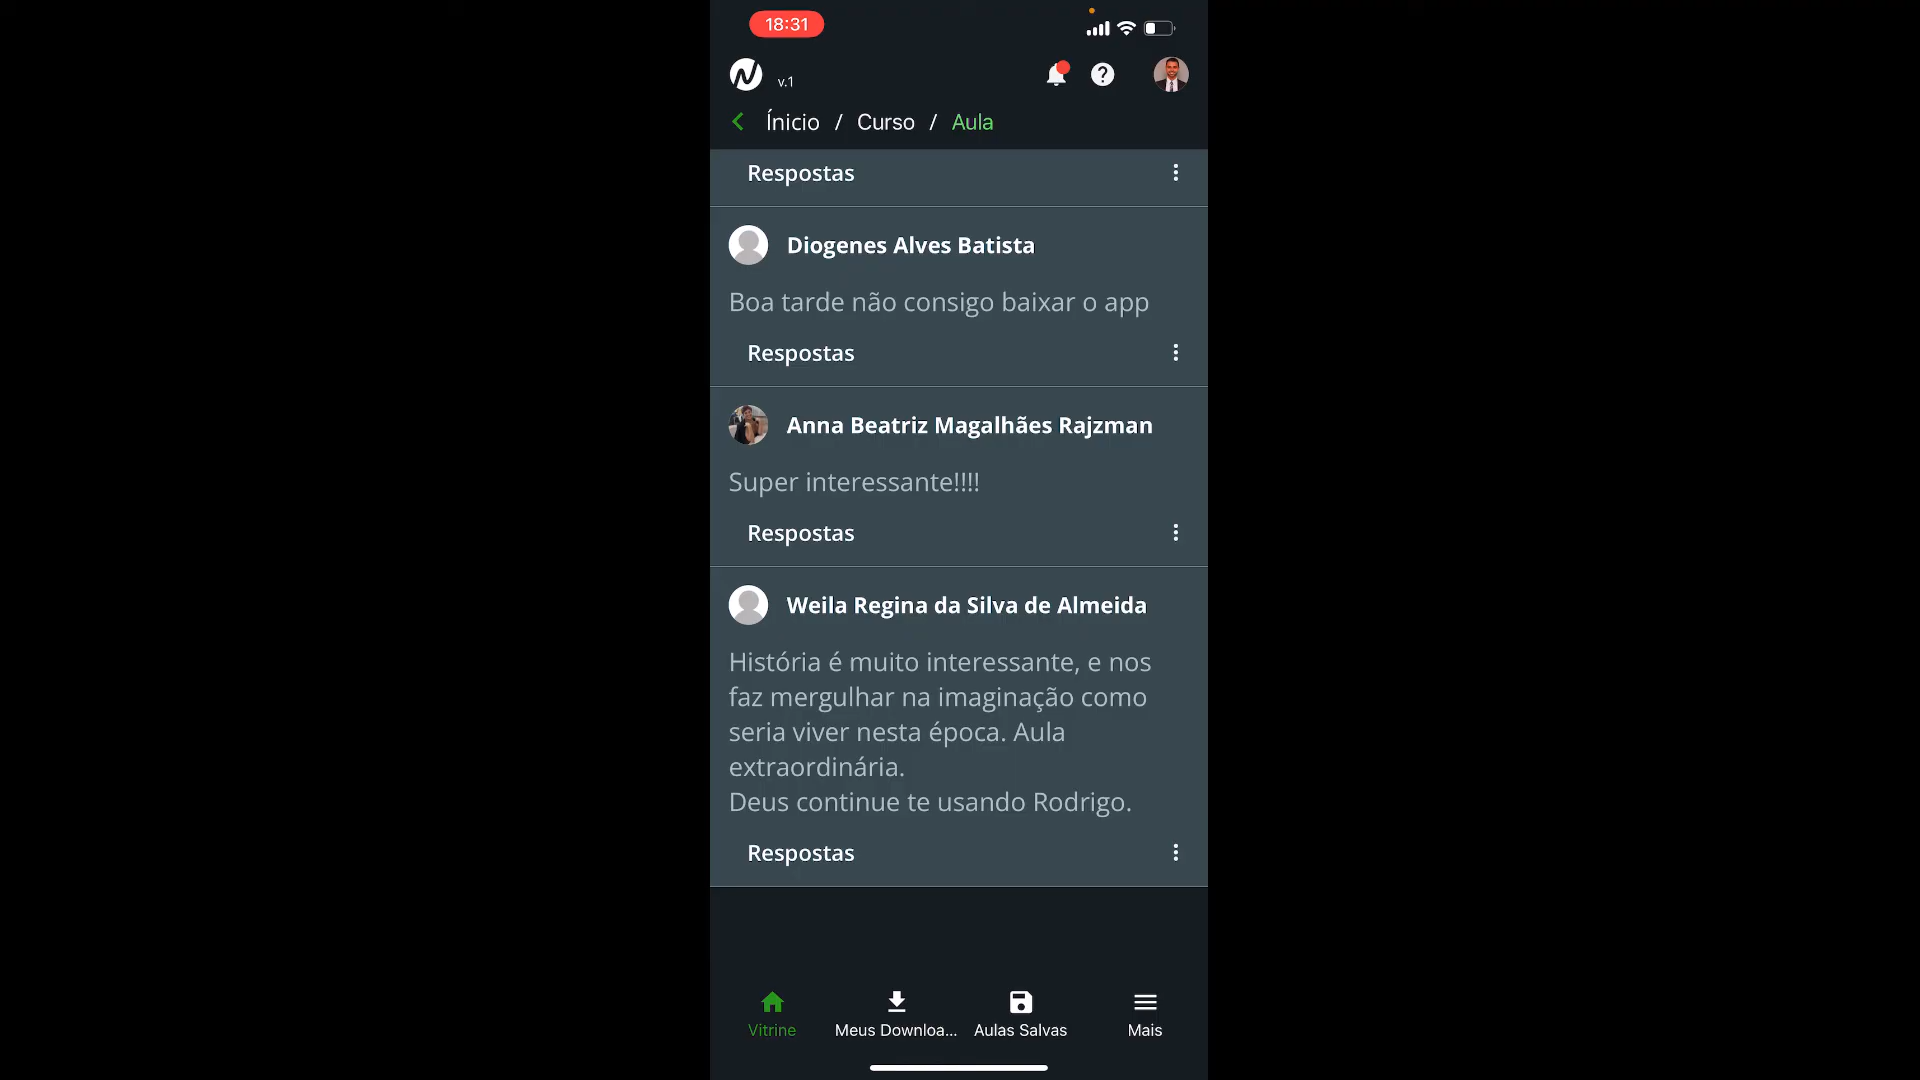 18:31
v.1
Ínicio / Curso / Aula
Respostas
Diogenes Alves Batista
Boa tarde não consigo baixar o app
Respostas
Anna Beatriz Magalhães Rajzman
Super interessante!!!!
Respostas
Weila Regina da Silva de Almeida
História é muito interessante, e nos
faz mergulhar na imaginação como
seria viver nesta época. Aula
extraordinária.
Deus continue te usando Rodrigo.
Respostas
Vitrine
Meus Downloa...
Aulas Salvas
Mais